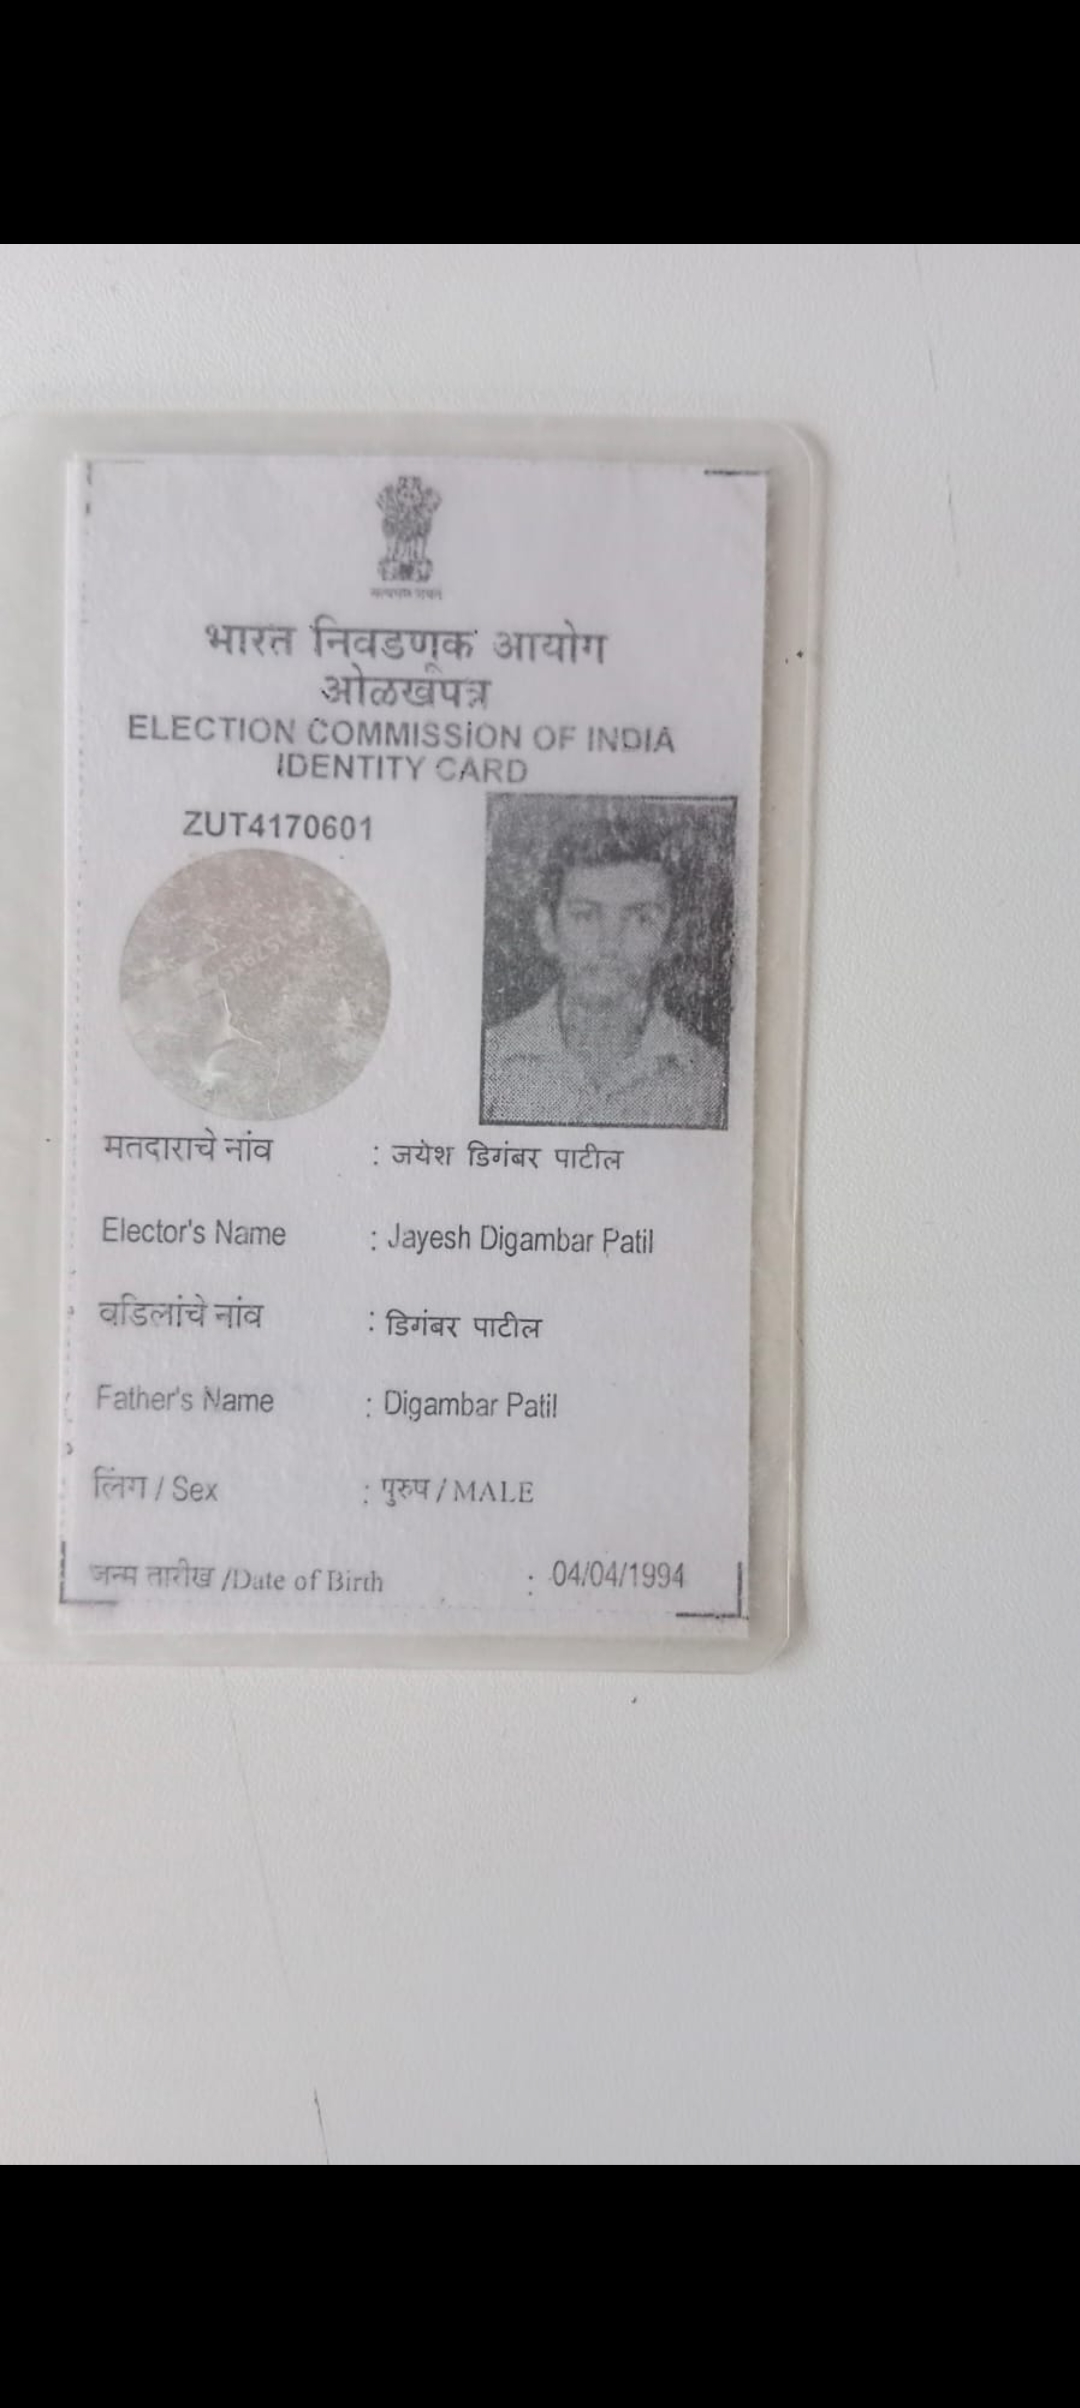 भारत निवडणूक आयोग
ओळखपत्र
ELECTION COMMISSION OF INDIA
IDENTITY CARD
ZUT4170601
मतदाराचे नांव : जयेश डिगंबर पाटील
Elector's Name : Jayesh Digambar Patil
वडिलांचे नांव : डिगंबर पाटील
Father's Name : Digambar Patil
लिंग / Sex : पुरुष / MALE
जन्म तारीख /Date of Birth : 04/04/1994